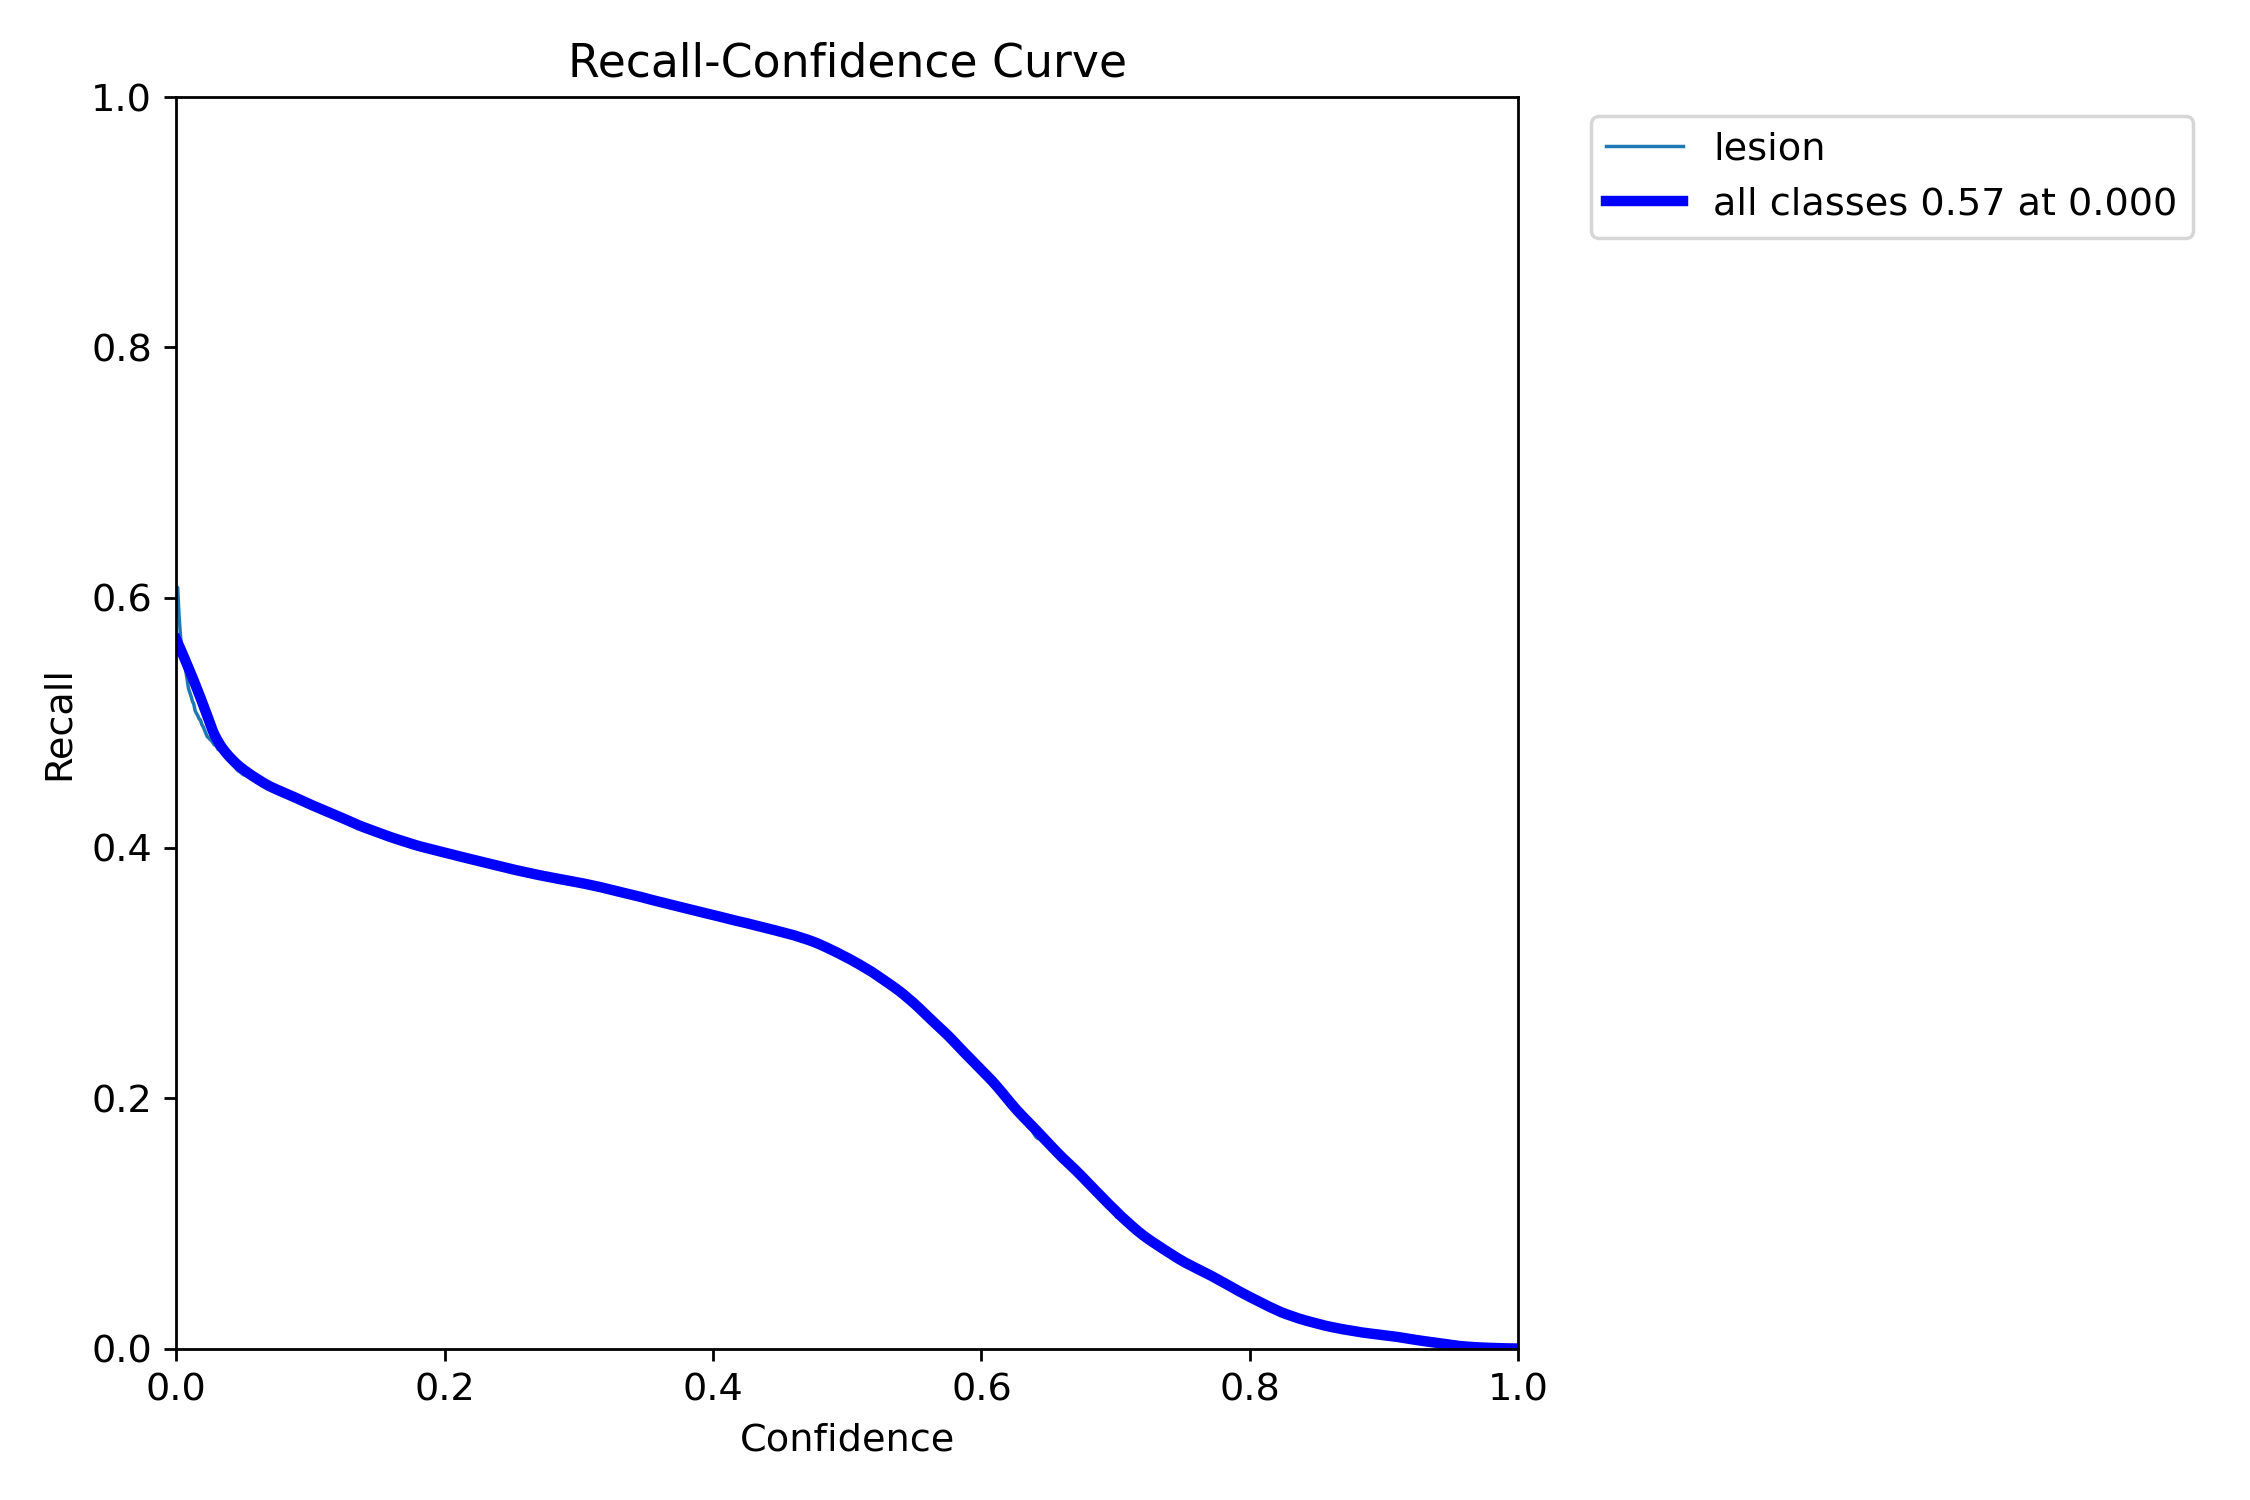 Recall-Confidence Curve
1.0
0.8
0.6
0.4
0.2
0.0
Recall
0.0 0.2 0.4 0.6 0.8 1.0
Confidence
lesion
all classes 0.57 at 0.000